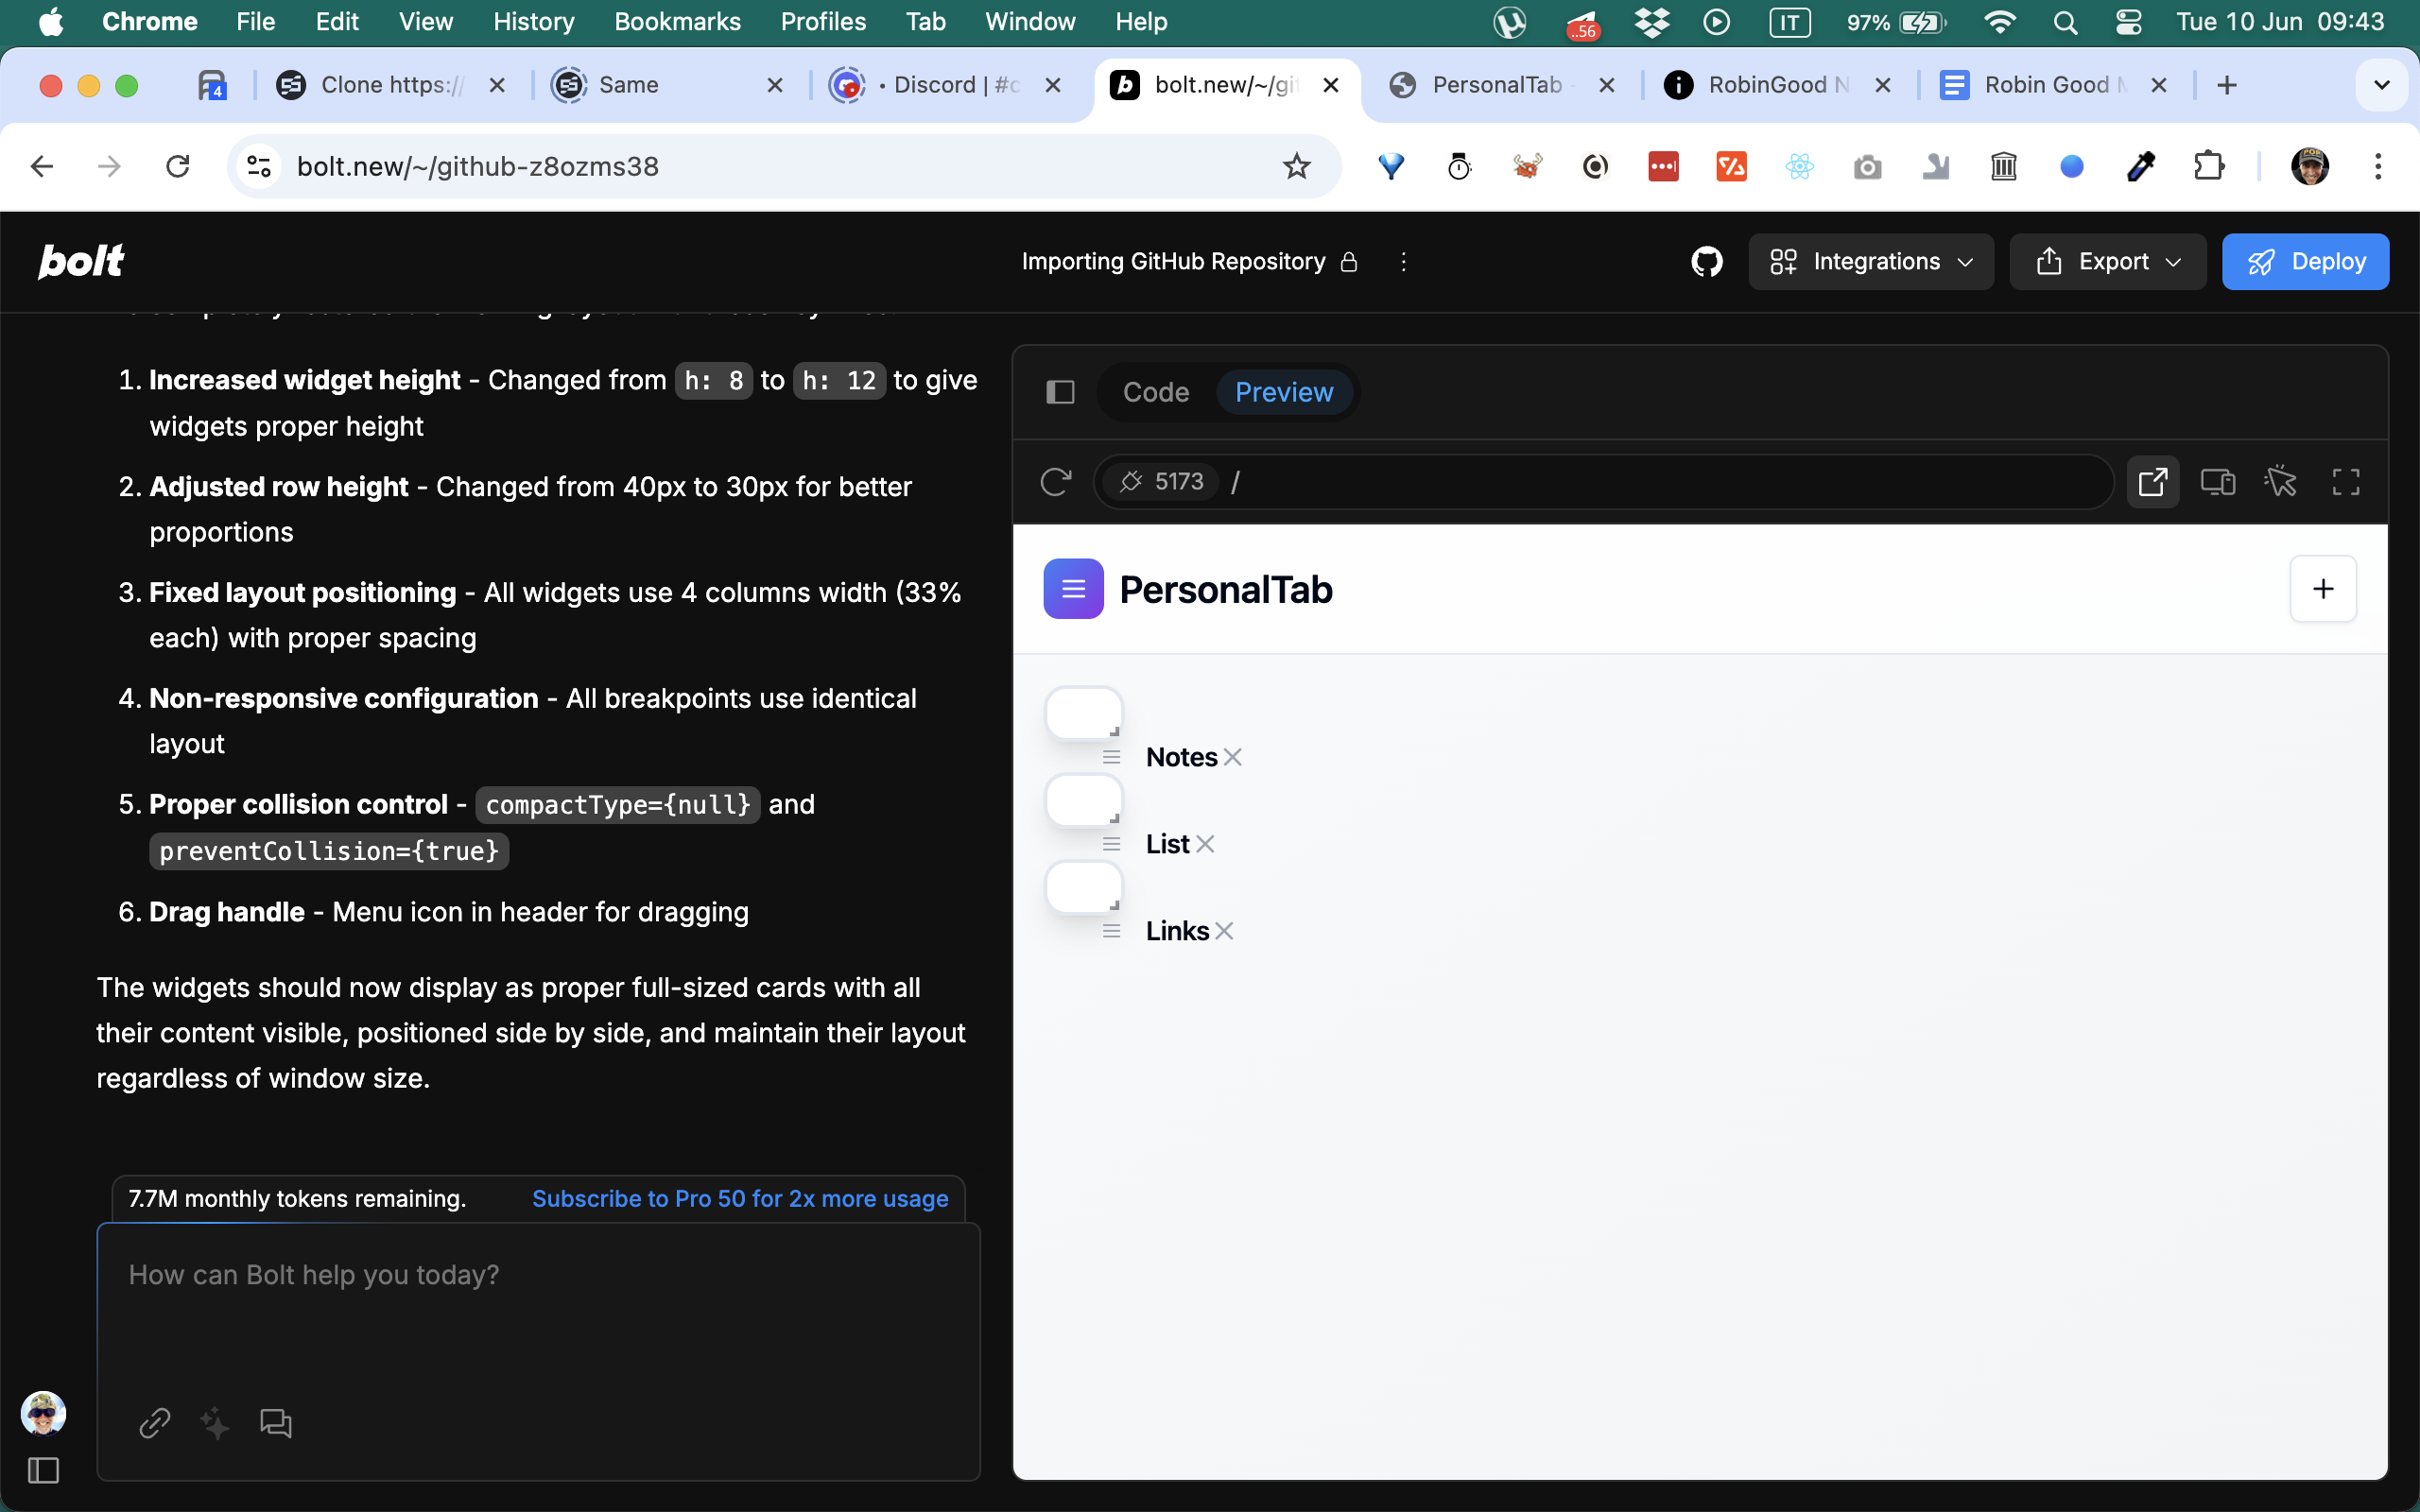 Chrome File Edit View History Bookmarks Profiles Tab Window Help ..56 IT 97% Tue 10 Jun 09:43
4 Clone https:// Same • Discord | #c bolt.new/~/git PersonalTab - RobinGood N Robin Good M
bolt.new/~/github-z8ozms38
bolt Importing GitHub Repository Integrations Export Deploy
1. Increased widget height - Changed from h: 8 to h: 12 to give
widgets proper height
2. Adjusted row height - Changed from 40px to 30px for better
proportions
3. Fixed layout positioning - All widgets use 4 columns width (33%
each) with proper spacing
4. Non-responsive configuration - All breakpoints use identical
layout
5. Proper collision control - compactType={null} and
preventCollision={true}
6. Drag handle - Menu icon in header for dragging
The widgets should now display as proper full-sized cards with all
their content visible, positioned side by side, and maintain their layout
regardless of window size.
7.7M monthly tokens remaining. Subscribe to Pro 50 for 2x more usage
How can Bolt help you today?
Code Preview
5173 /
PersonalTab +
Notes
List
Links